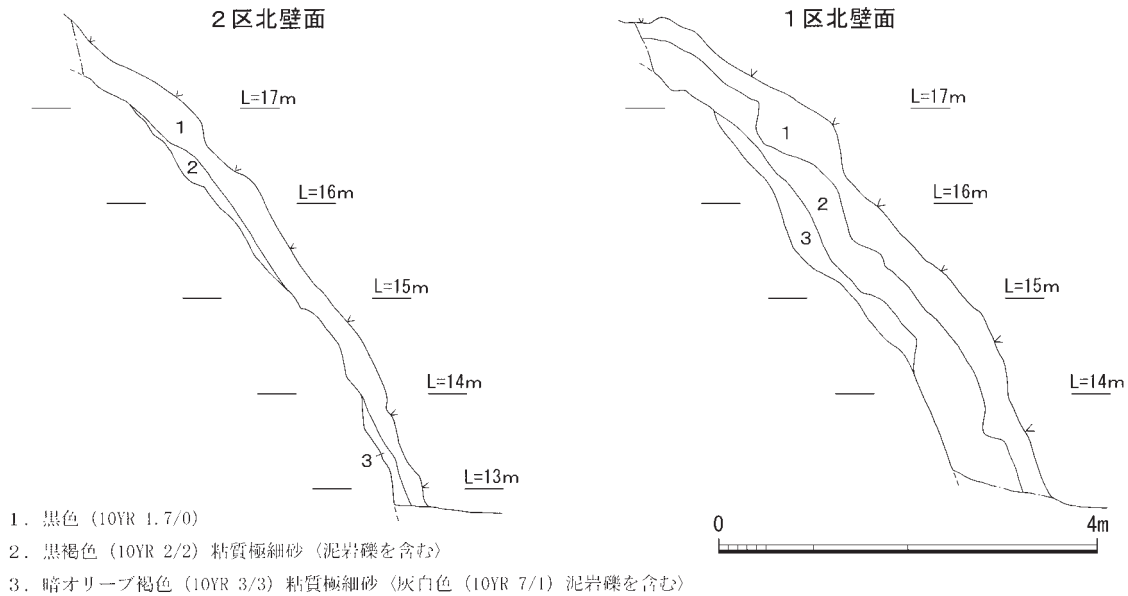 2区北壁面
L=17m
1
2
L=16m
L=15m
L=14m
3
L=13m
1区北壁面
L=17m
1
L=16m
2
3
L=15m
L=14m
0
4m
1. 黒色 (10YR 1.7/0)
2. 黒褐色 (10YR 2/2) 粘質極細砂〈泥岩礫を含む〉
3. 暗オリーブ褐色 (10YR 3/3) 粘質極細砂〈灰白色 (10YR 7/1) 泥岩礫を含む〉